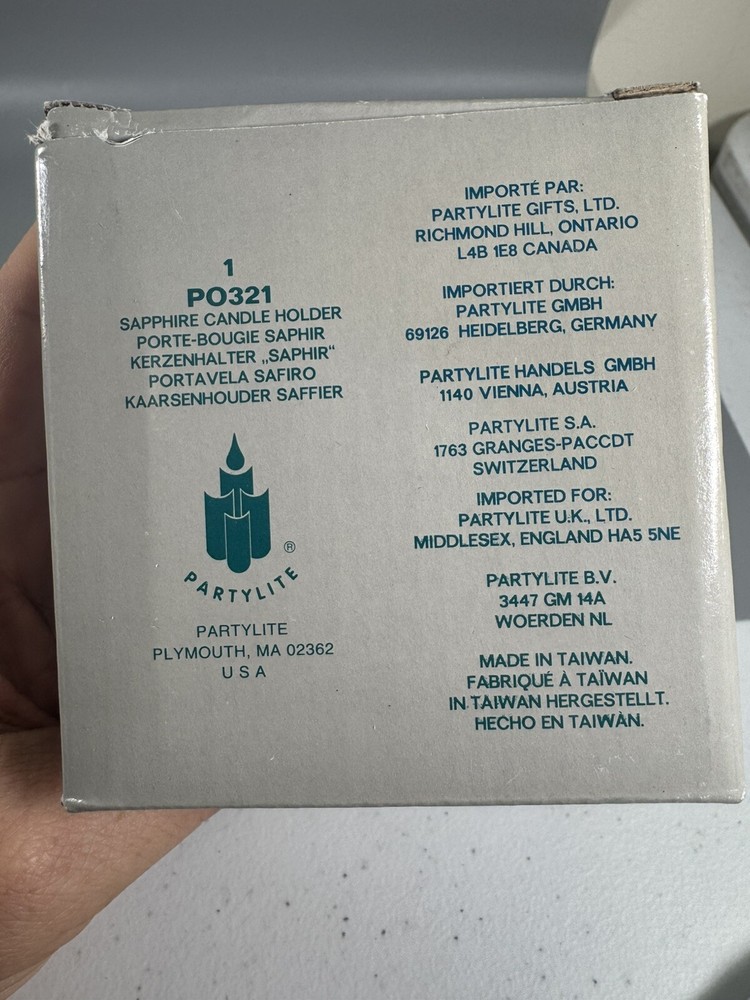 1
PO321
SAPPHIRE CANDLE HOLDER
PORTE-BOUGIE SAPHIR
KERZENHALTER „SAPHIR“
PORTAVELA SAFIRO
KAARSENHOUDER SAFFIER
®
PARTYLITE
PARTYLITE
PLYMOUTH, MA 02362
U S A
IMPORTÉ PAR:
PARTYLITE GIFTS, LTD.
RICHMOND HILL, ONTARIO
L4B 1E8 CANADA
IMPORTIERT DURCH:
PARTYLITE GMBH
69126 HEIDELBERG, GERMANY
PARTYLITE HANDELS GMBH
1140 VIENNA, AUSTRIA
PARTYLITE S.A.
1763 GRANGES-PACCDT
SWITZERLAND
IMPORTED FOR:
PARTYLITE U.K., LTD.
MIDDLESEX, ENGLAND HA5 5NE
PARTYLITE B.V.
3447 GM 14A
WOERDEN NL
MADE IN TAIWAN.
FABRIQUÉ À TAÏWAN
IN TAIWAN HERGESTELLT.
HECHO EN TAIWÀN.